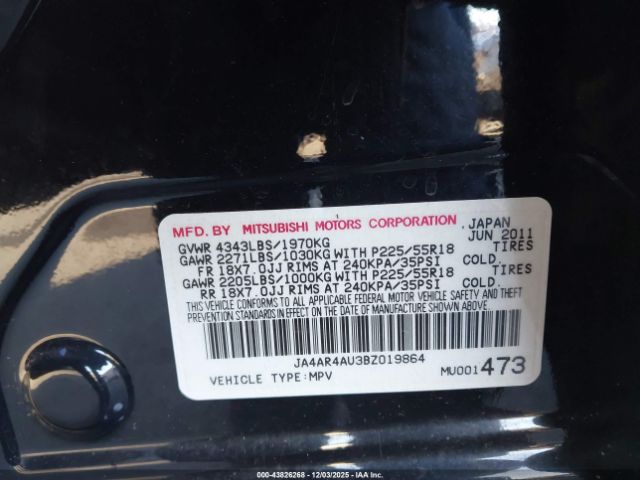 MFD. BY MITSUBISHI MOTORS CORPORATION JAPAN
GVWR 4343LBS/1970KG JUN 2011
GAWR 2271LBS/1030KG WITH P225/55R18 TIRES
FR 18X7.0JJ RIMS AT 240KPA/35PSI COLD.
GAWR 2205LBS/1000KG WITH P225/55R18 TIRES
RR 18X7.0JJ RIMS AT 240KPA/35PSI COLD.
THIS VEHICLE CONFORMS TO ALL APPLICABLE FEDERAL MOTOR VEHICLE SAFETY AND THEFT
PREVENTION STANDARDS IN EFFECT ON THE DATE OF MANUFACTURE SHOWN ABOVE.
JA4AR4AU3BZ019864
VEHICLE TYPE:MPV MU001473
000-43826268 - 12/03/2025 - IAA Inc.